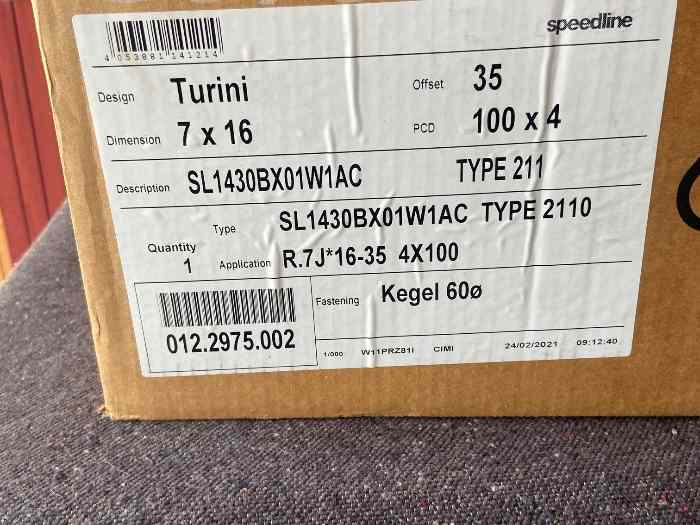 4 053881 141214
speedline
Design Turini Offset 35
Dimension 7 x 16 PCD 100 x 4
Description SL1430BX01W1AC TYPE 211
Type SL1430BX01W1AC TYPE 2110
Quantity 1 Application R.7J*16-35 4X100
012.2975.002 Fastening Kegel 60ø
1/000 W11PRZ81I CIMI 24/02/2021 09:12:40